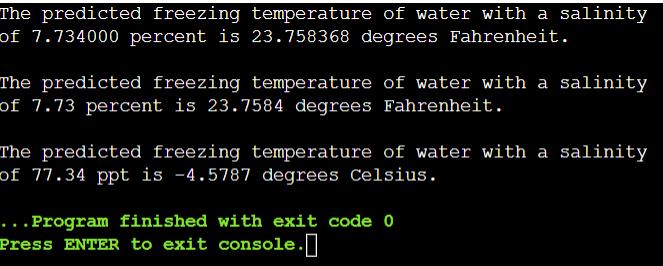 The predicted freezing temperature of water with a salinity
of 7.734000 percent is 23.758368 degrees Fahrenheit.
The predicted freezing temperature of water with a salinity
of 7.73 percent is 23.7584 degrees Fahrenheit.
The predicted freezing temperature of water with a salinity
of 77.34 ppt is -4.5787 degrees Celsius.
...Program finished with exit code 0
Press ENTER to exit console.